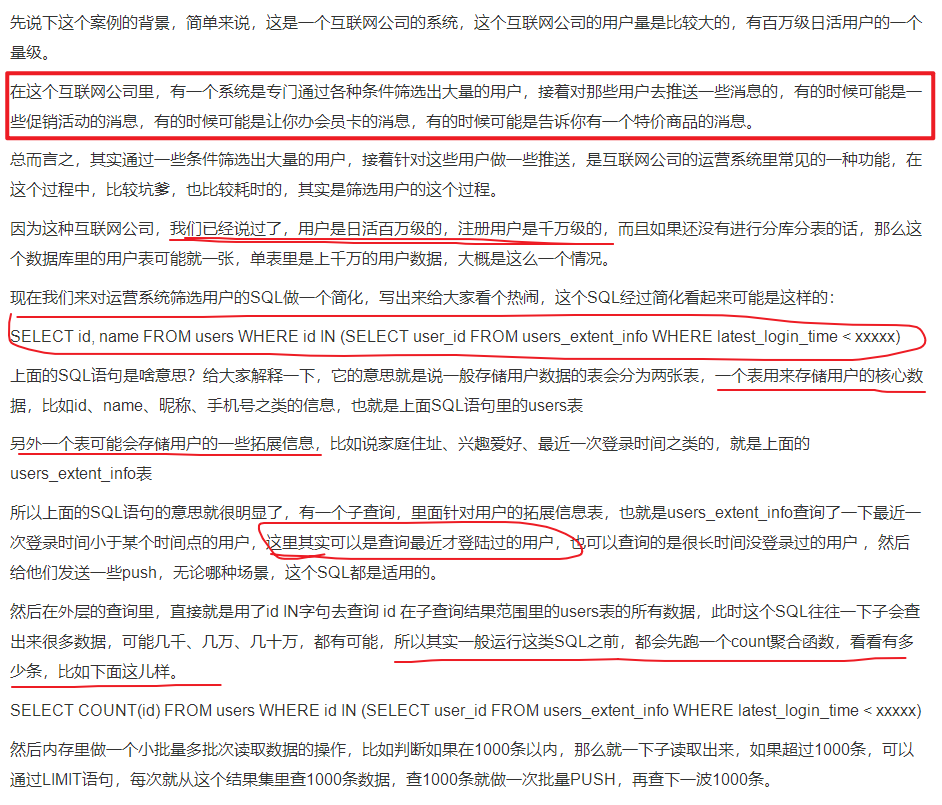 先说下这个案例的背景，简单来说，这是一个互联网公司的系统，这个互联网公司的用户量是比较大的，有百万级日活用户的一个
量级。
在这个互联网公司里，有一个系统是专门通过各种条件筛选出大量的用户，接着对那些用户去推送一些消息的，有的时候可能是一
些促销活动的消息，有的时候可能是让你办会员卡的消息，有的时候可能是告诉你有一个特价商品的消息。
总而言之，其实通过一些条件筛选出大量的用户，接着针对这些用户做一些推送，是互联网公司的运营系统里常见的一种功能，在
这个过程中，比较坑爹，也比较耗时的，其实是筛选用户的这个过程。
因为这种互联网公司，我们已经说过了，用户是日活百万级的，注册用户是千万级的，而且如果还没有进行分库分表的话，那么这
个数据库里的用户表可能就一张，单表里是上千万的用户数据，大概是这么一个情况。
现在我们来对运营系统筛选用户的SQL做一个简化，写出来给大家看个热闹，这个SQL经过简化看起来可能是这样的：
SELECT id, name FROM users WHERE id IN (SELECT user_id FROM users_extent_info WHERE latest_login_time < xxxxx)
上面的SQL语句是啥意思？给大家解释一下，它的意思就是说一般存储用户数据的表会分为两张表，一个表用来存储用户的核心数
据，比如id、name、昵称、手机号之类的信息，也就是上面SQL语句里的users表
另外一个表可能会存储用户的一些拓展信息，比如说家庭住址、兴趣爱好、最近一次登录时间之类的，就是上面的
users_extent_info表
所以上面的SQL语句的意思就很明显了，有一个子查询，里面针对用户的拓展信息表，也就是users_extent_info查询了一下最近一
次登录时间小于某个时间点的用户，这里其实可以是查询最近才登陆过的用户，也可以查询的是很长时间没登录过的用户，然后
给他们发送一些push，无论哪种场景，这个SQL都是适用的。
然后在外层的查询里，直接就是用了id IN字句去查询 id 在子查询结果范围里的users表的所有数据，此时这个SQL往往一下子会查
出来很多数据，可能几千、几万、几十万，都有可能，所以其实一般运行这类SQL之前，都会先跑一个count聚合函数，看看有多
少条，比如下面这儿样。
SELECT COUNT(id) FROM users WHERE id IN (SELECT user_id FROM users_extent_info WHERE latest_login_time < xxxxx)
然后内存里做一个小批量多批次读取数据的操作，比如判断如果在1000条以内，那么就一下子读取出来，如果超过1000条，可以
通过LIMIT语句，每次就从这个结果集里查1000条数据，查1000条就做一次批量PUSH，再查下一波1000条。